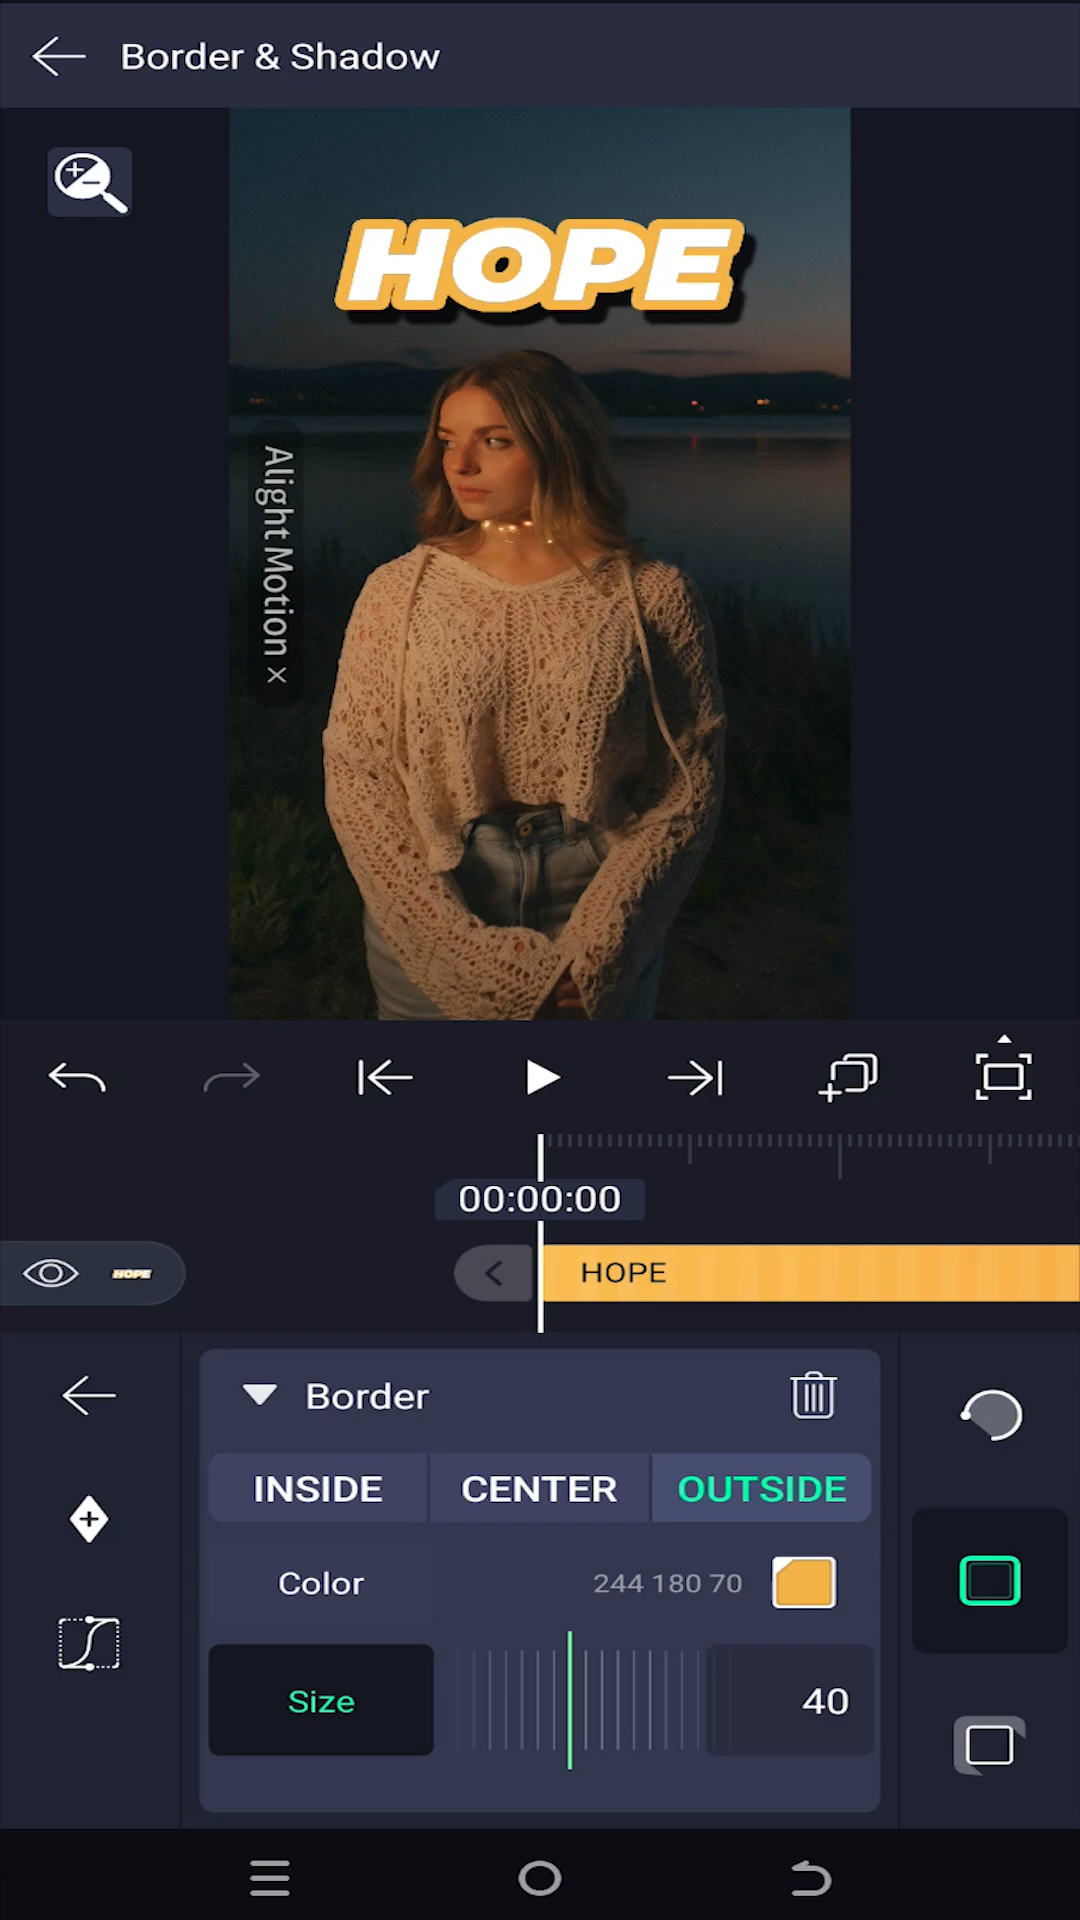 Border & Shadow
HOPE
Alight Motion ×
00:00:00
HOPE
HOPE
Border
INSIDE CENTER OUTSIDE
Color 244 180 70
Size 40